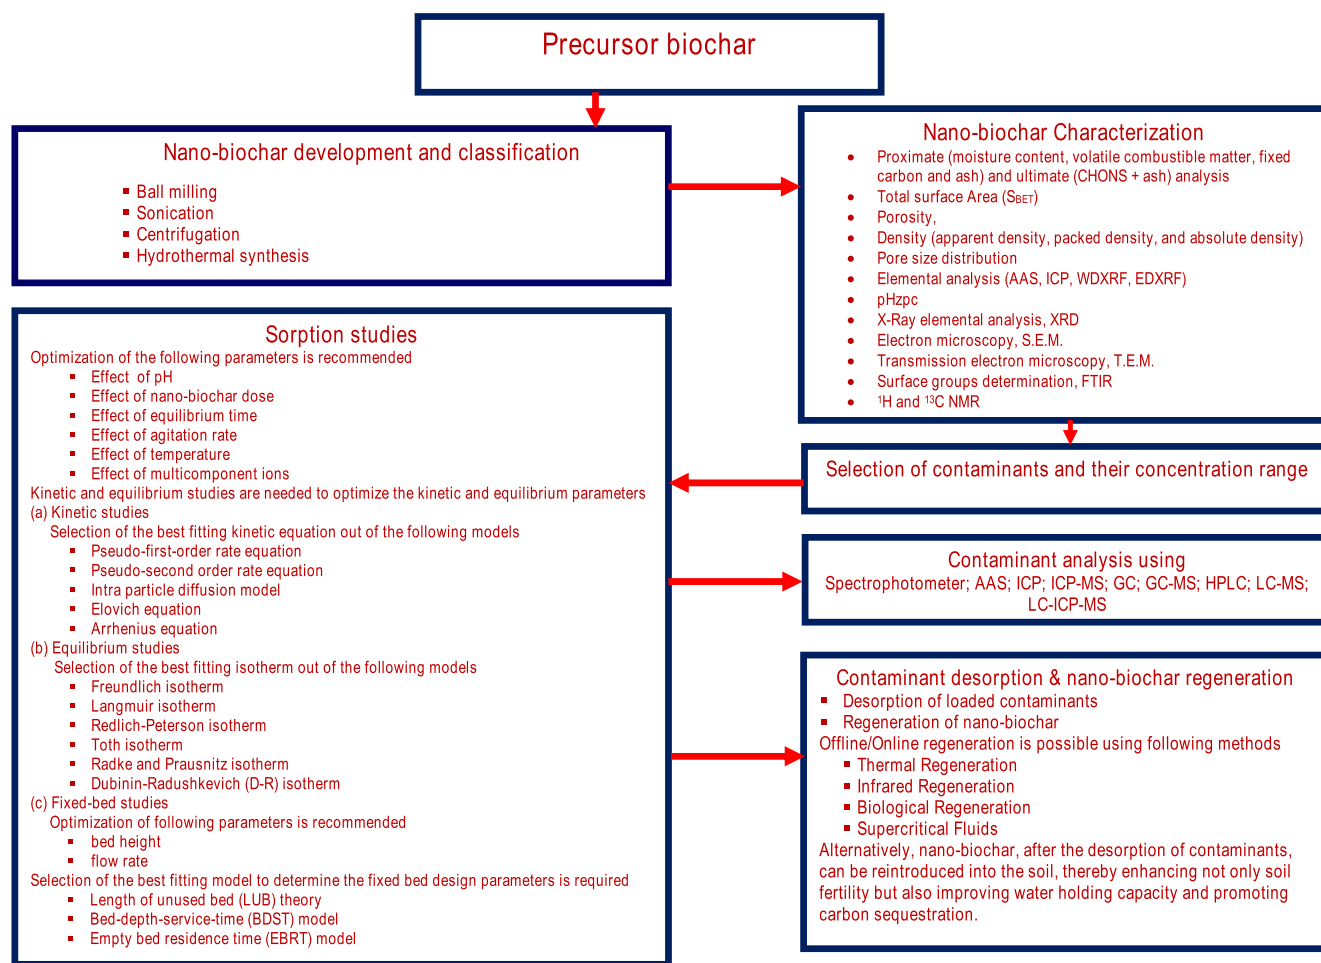 Precursor biochar
Nano-biochar development and classification
▪ Ball milling
▪ Sonication
▪ Centrifugation
▪ Hydrothermal synthesis
Nano-biochar Characterization
• Proximate (moisture content, volatile combustible matter, fixed
carbon and ash) and ultimate (CHONS + ash) analysis
• Total surface Area (S_BET)
• Porosity,
• Density (apparent density, packed density, and absolute density)
• Pore size distribution
• Elemental analysis (AAS, ICP, WDXRF, EDXRF)
• pHzpc
• X-Ray elemental analysis, XRD
• Electron microscopy, S.E.M.
• Transmission electron microscopy, T.E.M.
• Surface groups determination, FTIR
• ¹H and ¹³C NMR
Selection of contaminants and their concentration range
Sorption studies
Optimization of the following parameters is recommended
▪ Effect of pH
▪ Effect of nano-biochar dose
▪ Effect of equilibrium time
▪ Effect of agitation rate
▪ Effect of temperature
▪ Effect of multicomponent ions
Kinetic and equilibrium studies are needed to optimize the kinetic and equilibrium parameters
(a) Kinetic studies
Selection of the best fitting kinetic equation out of the following models
▪ Pseudo-first-order rate equation
▪ Pseudo-second order rate equation
▪ Intra particle diffusion model
▪ Elovich equation
▪ Arrhenius equation
(b) Equilibrium studies
Selection of the best fitting isotherm out of the following models
▪ Freundlich isotherm
▪ Langmuir isotherm
▪ Redlich-Peterson isotherm
▪ Toth isotherm
▪ Radke and Prausnitz isotherm
▪ Dubinin-Radushkevich (D-R) isotherm
(c) Fixed-bed studies
Optimization of following parameters is recommended
▪ bed height
▪ flow rate
Selection of the best fitting model to determine the fixed bed design parameters is required
▪ Length of unused bed (LUB) theory
▪ Bed-depth-service-time (BDST) model
▪ Empty bed residence time (EBRT) model
Contaminant analysis using
Spectrophotometer; AAS; ICP; ICP-MS; GC; GC-MS; HPLC; LC-MS;
LC-ICP-MS
Contaminant desorption & nano-biochar regeneration
▪ Desorption of loaded contaminants
▪ Regeneration of nano-biochar
Offline/Online regeneration is possible using following methods
▪ Thermal Regeneration
▪ Infrared Regeneration
▪ Biological Regeneration
▪ Supercritical Fluids
Alternatively, nano-biochar, after the desorption of contaminants,
can be reintroduced into the soil, thereby enhancing not only soil
fertility but also improving water holding capacity and promoting
carbon sequestration.